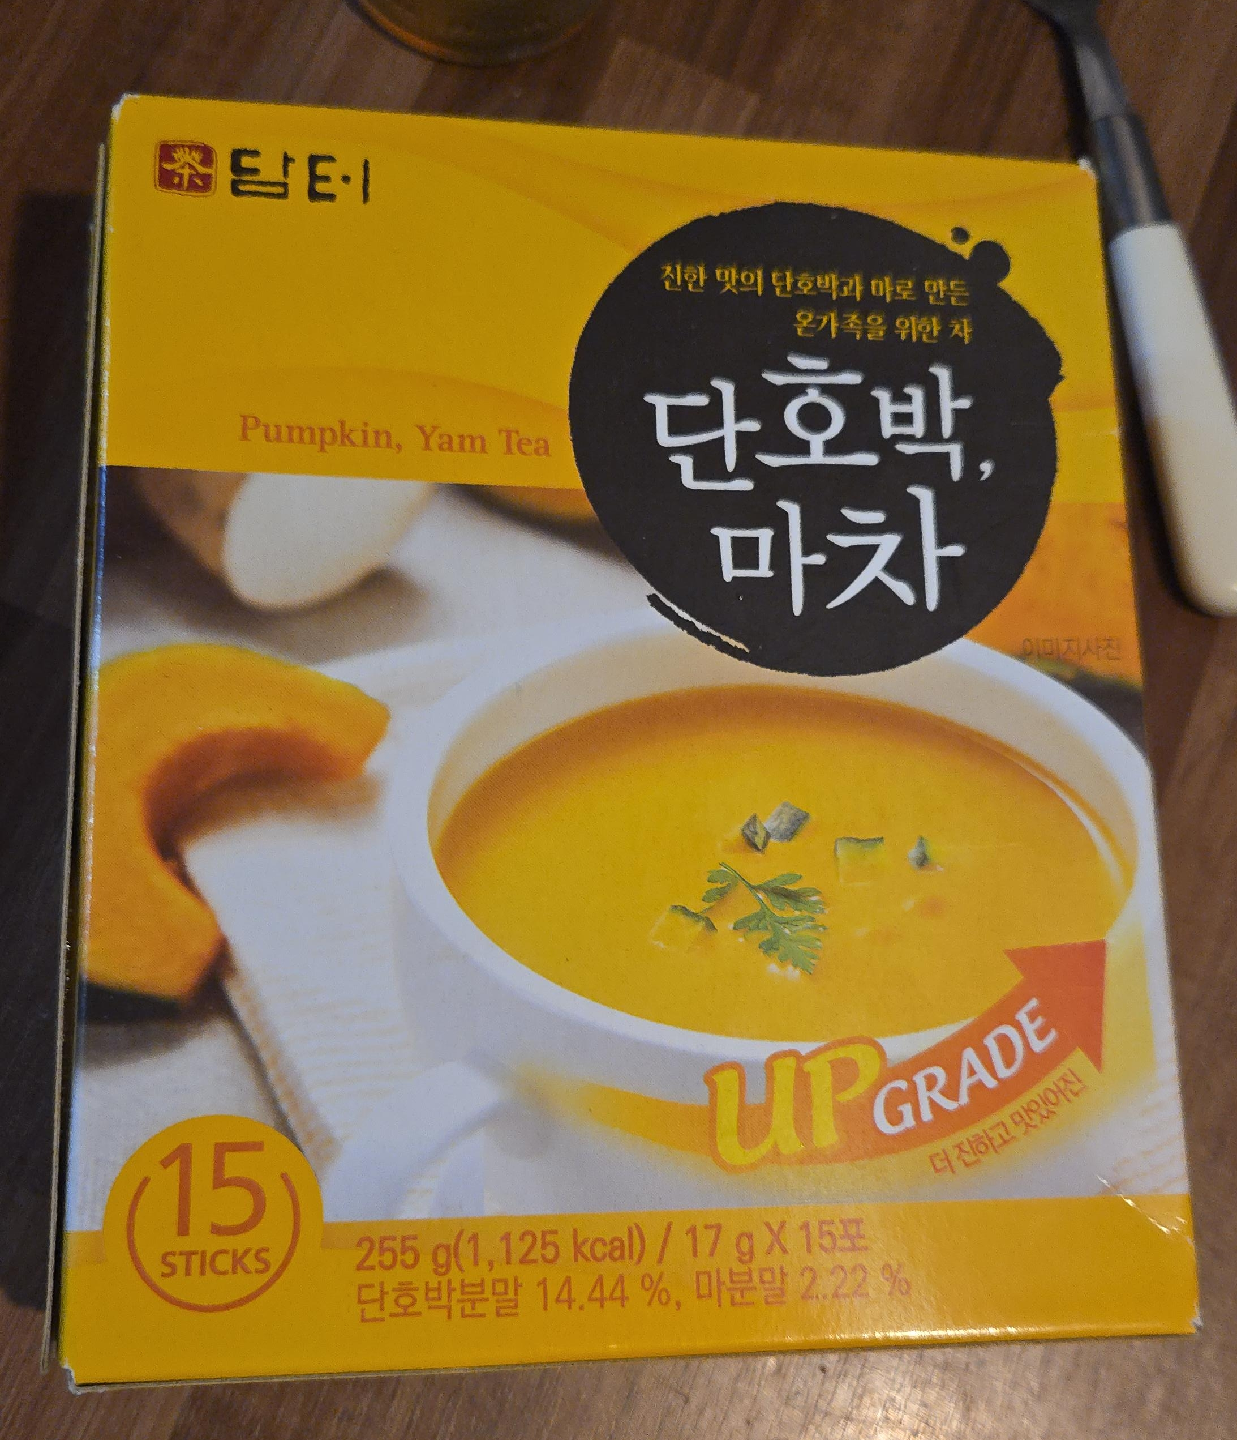 茶 담터
진한 맛의 단호박과 마로 만든
온가족을 위한 차
단호박,
마차
Pumpkin, Yam Tea
이미지사진
UPGRADE
더 진하고 맛있어진
15
STICKS
255 g(1,125 kcal) / 17 g X 15포
단호박분말 14.44 %, 마분말 2.22 %